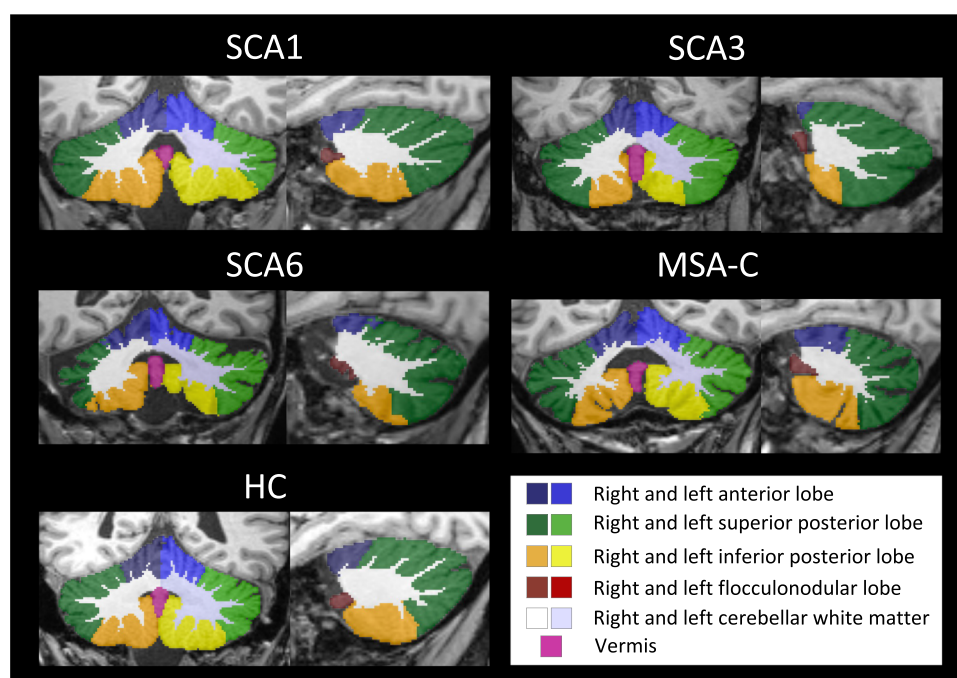 SCA1
SCA3
SCA6
MSA-C
HC
Right and left anterior lobe
Right and left superior posterior lobe
Right and left inferior posterior lobe
Right and left flocculonodular lobe
Right and left cerebellar white matter
Vermis